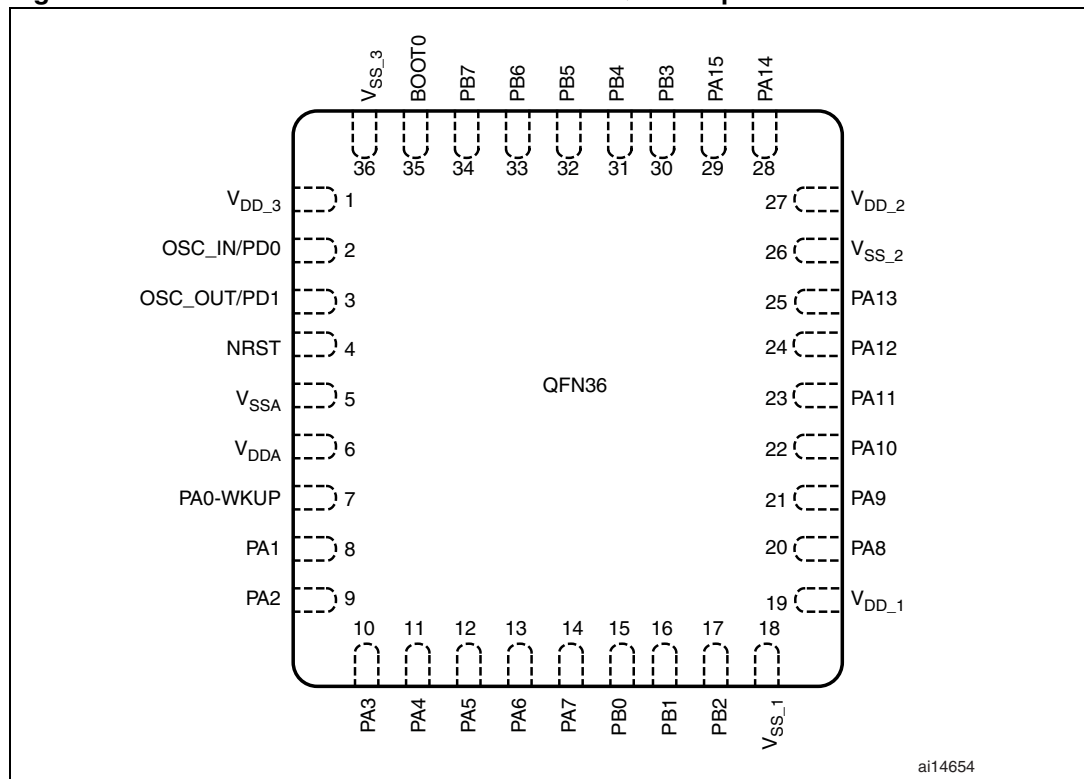 VSS_3 BOOT0 PB7 PB6 PB5 PB4 PB3 PA15 PA14
36 35 34 33 32 31 30 29 28
VDD_3 1 27 VDD_2
OSC_IN/PD0 2 26 VSS_2
OSC_OUT/PD1 3 25 PA13
NRST 4 24 PA12
VSSA 5 QFN36 23 PA11
VDDA 6 22 PA10
PA0-WKUP 7 21 PA9
PA1 8 20 PA8
PA2 9 19 VDD_1
10 11 12 13 14 15 16 17 18
PA3 PA4 PA5 PA6 PA7 PB0 PB1 PB2 VSS_1
ai14654